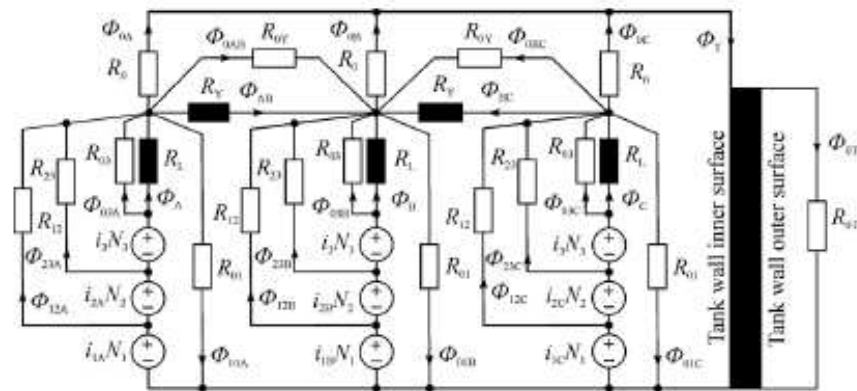 Φ0A
Φ0A
Φ0C
R0
Φ0AB
R0Y
R0
R0Y
Φ0BC
R0
ΦT
RY
ΦAB
RY
ΦBC
R23
R12
R03
RL
Φ03A
ΦA
R23
R12
R03
RL
Φ03B
ΦB
R23
R12
R03
RL
Φ03C
ΦC
Φ23A
i3N3
R01
Φ23B
i3N3
R01
Φ23C
i3N3
R01
Φ12A
i2AN2
Φ12B
i2BN2
Φ12C
i2CN2
i1AN1
Φ01A
i1BN1
Φ01B
i1CN1
Φ01C
Tank wall inner surface
Tank wall outer surface
Φ0T